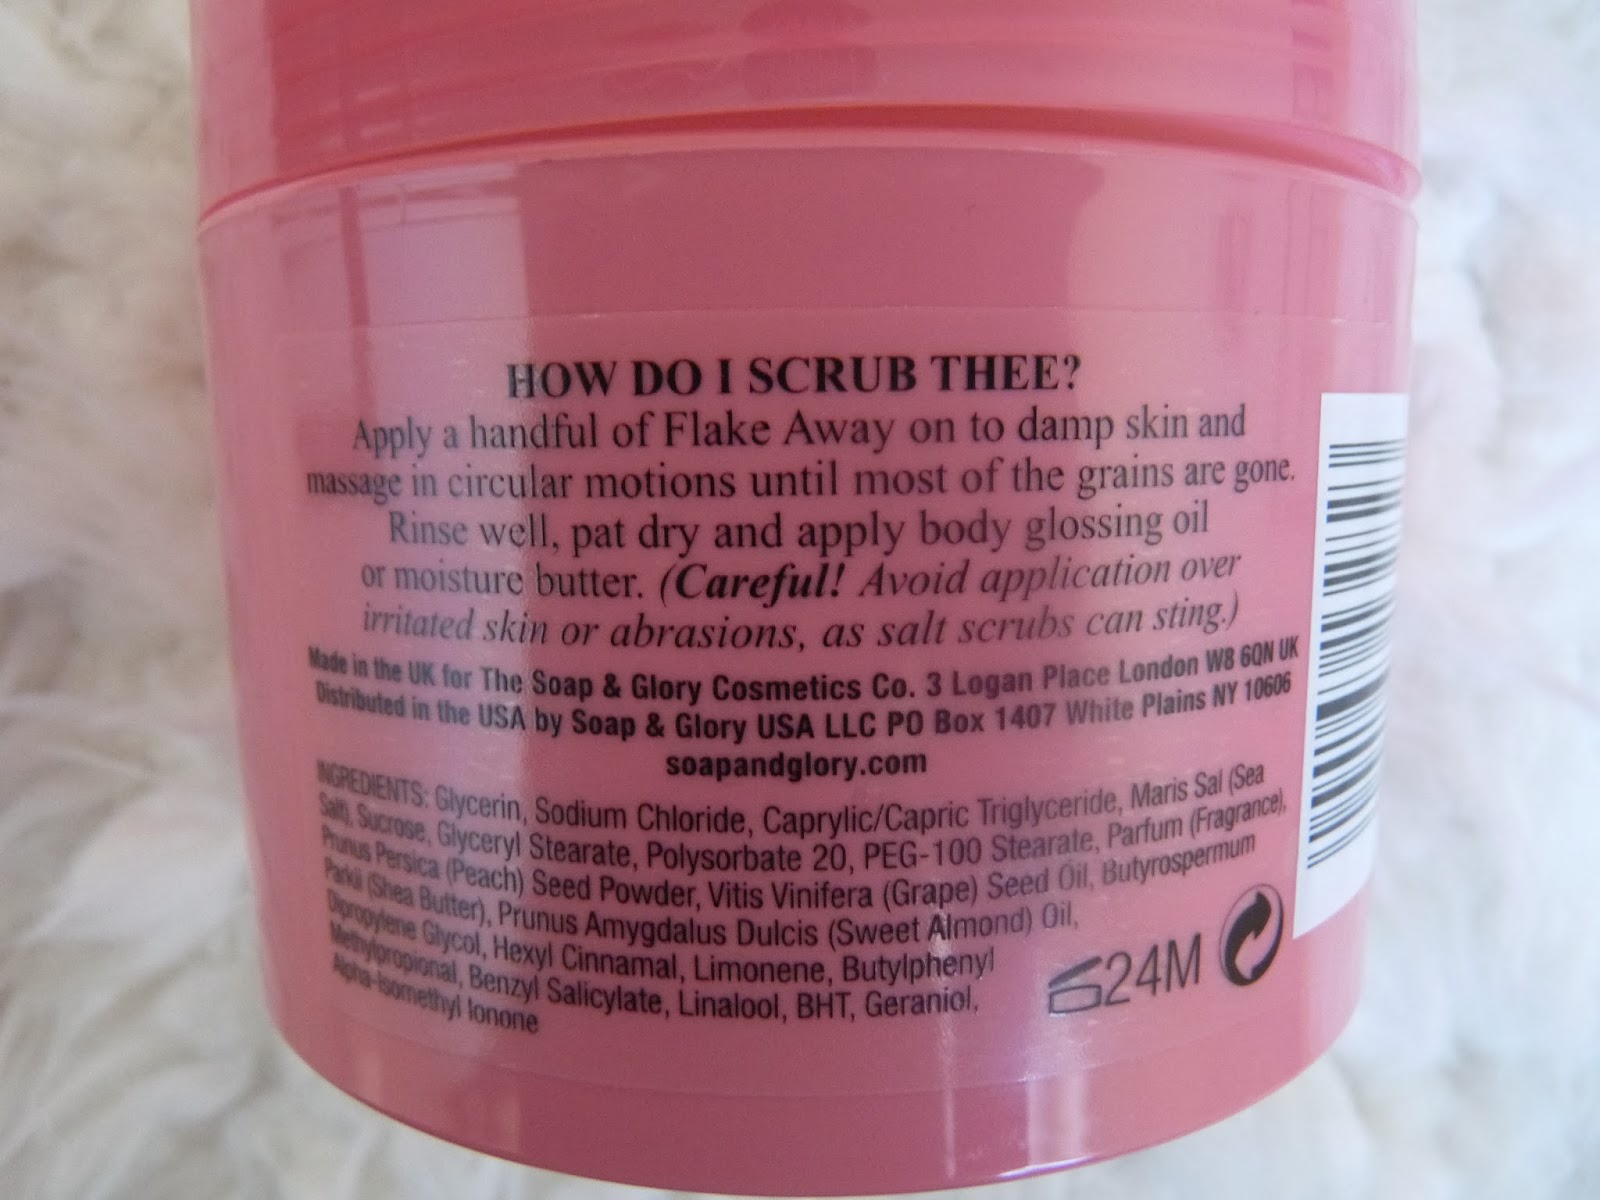 HOW DO I SCRUB THEE?
Apply a handful of Flake Away on to damp skin and
massage in circular motions until most of the grains are gone.
Rinse well, pat dry and apply body glossing oil
or moisture butter. (Careful! Avoid application over
irritated skin or abrasions, as salt scrubs can sting.)
Made in the UK for The Soap & Glory Cosmetics Co. 3 Logan Place London W8 6QN UK
Distributed in the USA by Soap & Glory USA LLC PO Box 1407 White Plains NY 10606
soapandglory.com
INGREDIENTS: Glycerin, Sodium Chloride, Caprylic/Capric Triglyceride, Maris Sal (Sea
Salt), Sucrose, Glyceryl Stearate, Polysorbate 20, PEG-100 Stearate, Parfum (Fragrance),
Prunus Persica (Peach) Seed Powder, Vitis Vinifera (Grape) Seed Oil, Butyrospermum
Parkii (Shea Butter), Prunus Amygdalus Dulcis (Sweet Almond) Oil,
Dipropylene Glycol, Hexyl Cinnamal, Limonene, Butylphenyl
Methylpropional, Benzyl Salicylate, Linalool, BHT, Geraniol,
Alpha-Isomethyl Ionone
24M